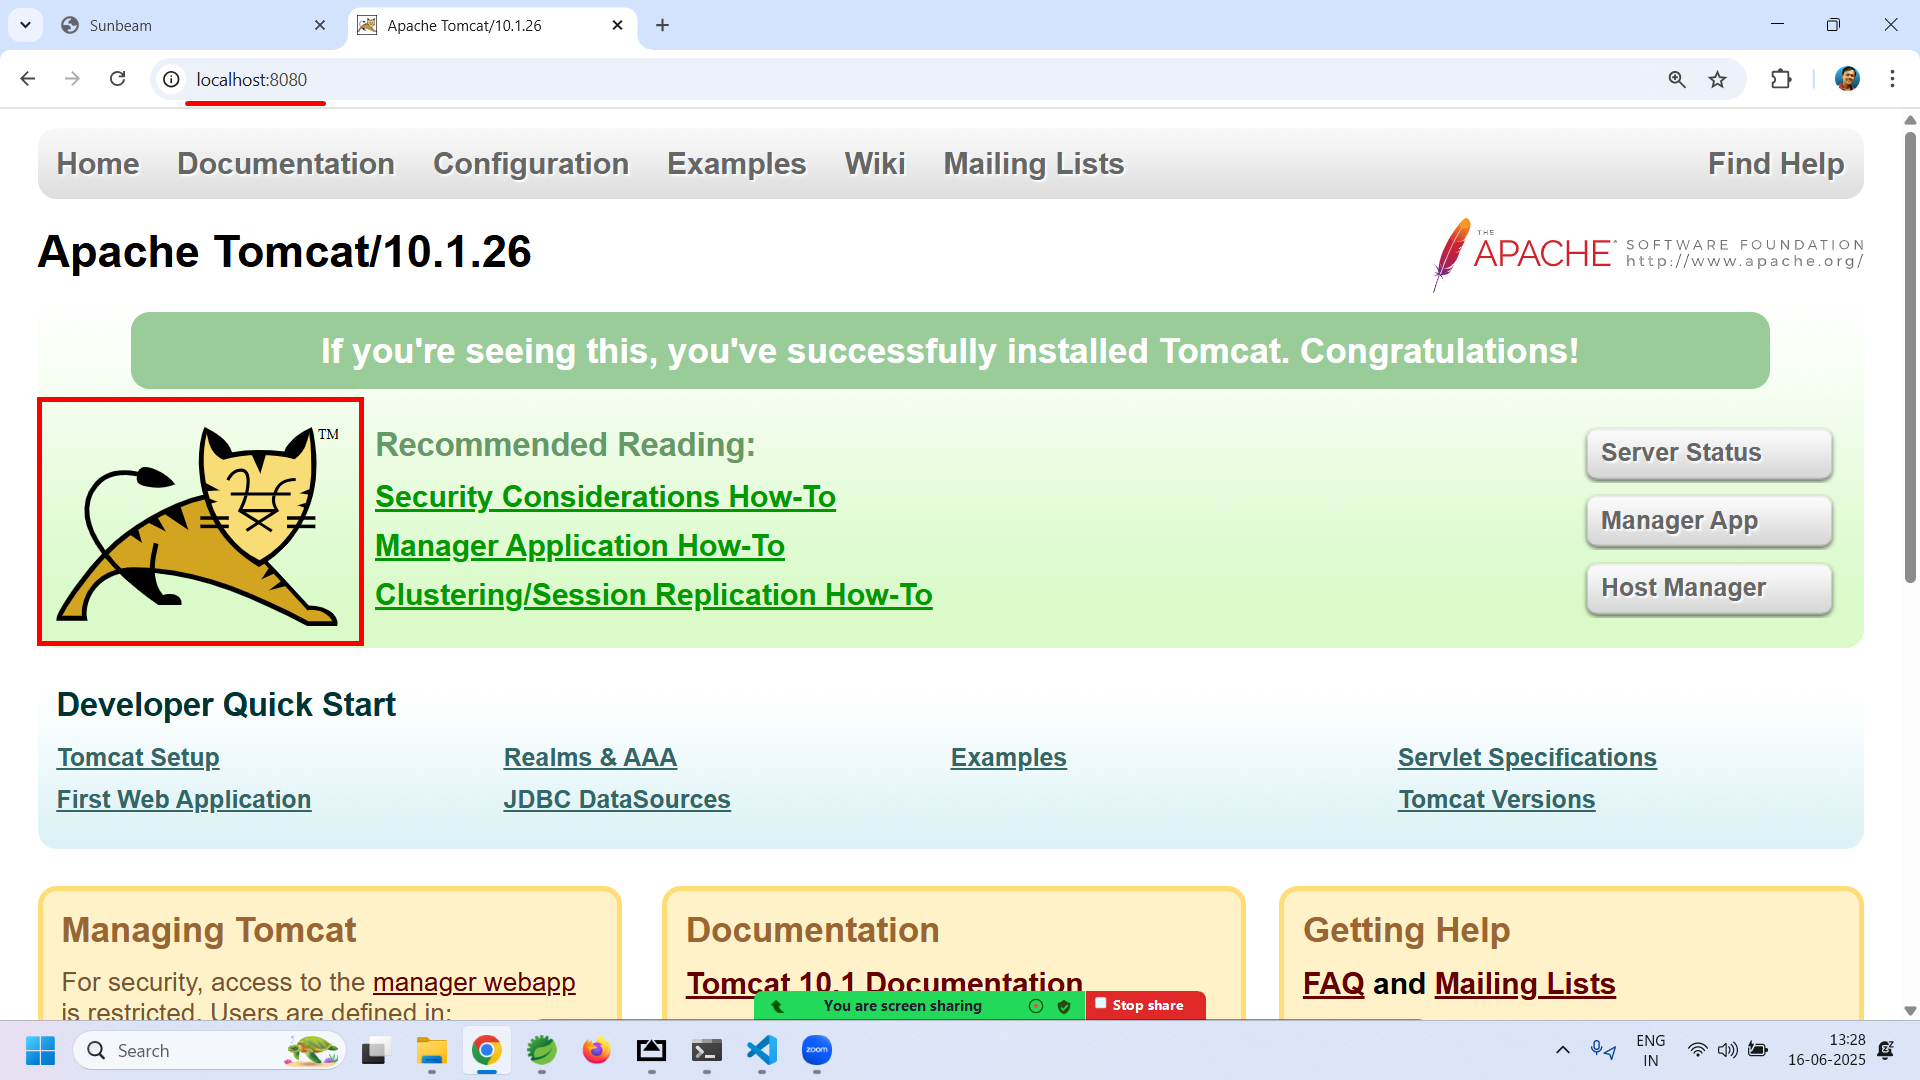 Sunbeam
Apache Tomcat/10.1.26
localhost:8080
Home Documentation Configuration Examples Wiki Mailing Lists Find Help
Apache Tomcat/10.1.26
THE
APACHE
SOFTWARE FOUNDATION
http://www.apache.org/
If you're seeing this, you've successfully installed Tomcat. Congratulations!
TM
Recommended Reading:
Security Considerations How-To
Manager Application How-To
Clustering/Session Replication How-To
Server Status
Manager App
Host Manager
Developer Quick Start
Tomcat Setup
First Web Application
Realms & AAA
JDBC DataSources
Examples
Servlet Specifications
Tomcat Versions
Managing Tomcat
For security, access to the manager webapp
is restricted. Users are defined in:
Documentation
Tomcat 10.1 Documentation
Getting Help
FAQ and Mailing Lists
You are screen sharing
Stop share
Search
zoom
ENG
IN
13:28
16-06-2025